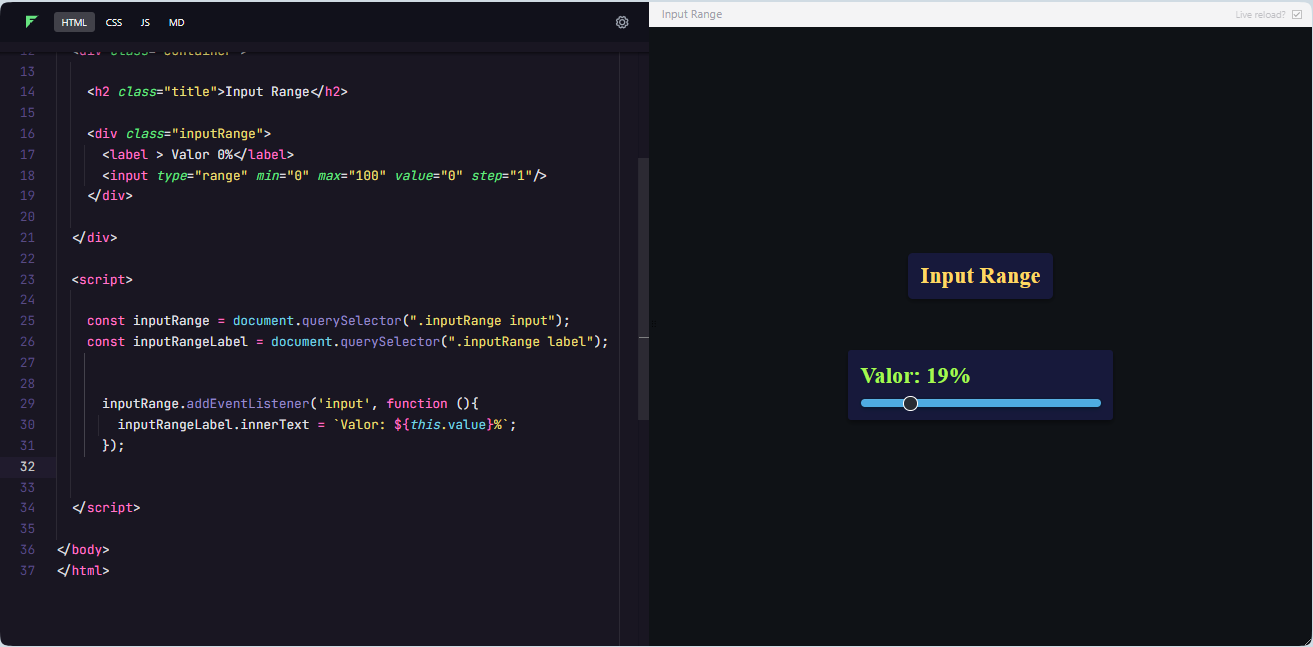 HTML CSS JS MD
Input Range
Live reload?
12 <div class="container">
13
14 <h2 class="title">Input Range</h2>
15
16 <div class="inputRange">
17 <label > Valor 0%</label>
18 <input type="range" min="0" max="100" value="0" step="1"/>
19 </div>
20
21 </div>
22
23 <script>
24
25 const inputRange = document.querySelector(".inputRange input");
26 const inputRangeLabel = document.querySelector(".inputRange label");
27
28
29 inputRange.addEventListener('input', function (){
30 inputRangeLabel.innerText = `Valor: ${this.value}%`;
31 });
32
33
34 </script>
35
36 </body>
37 </html>
Input Range
Valor: 19%